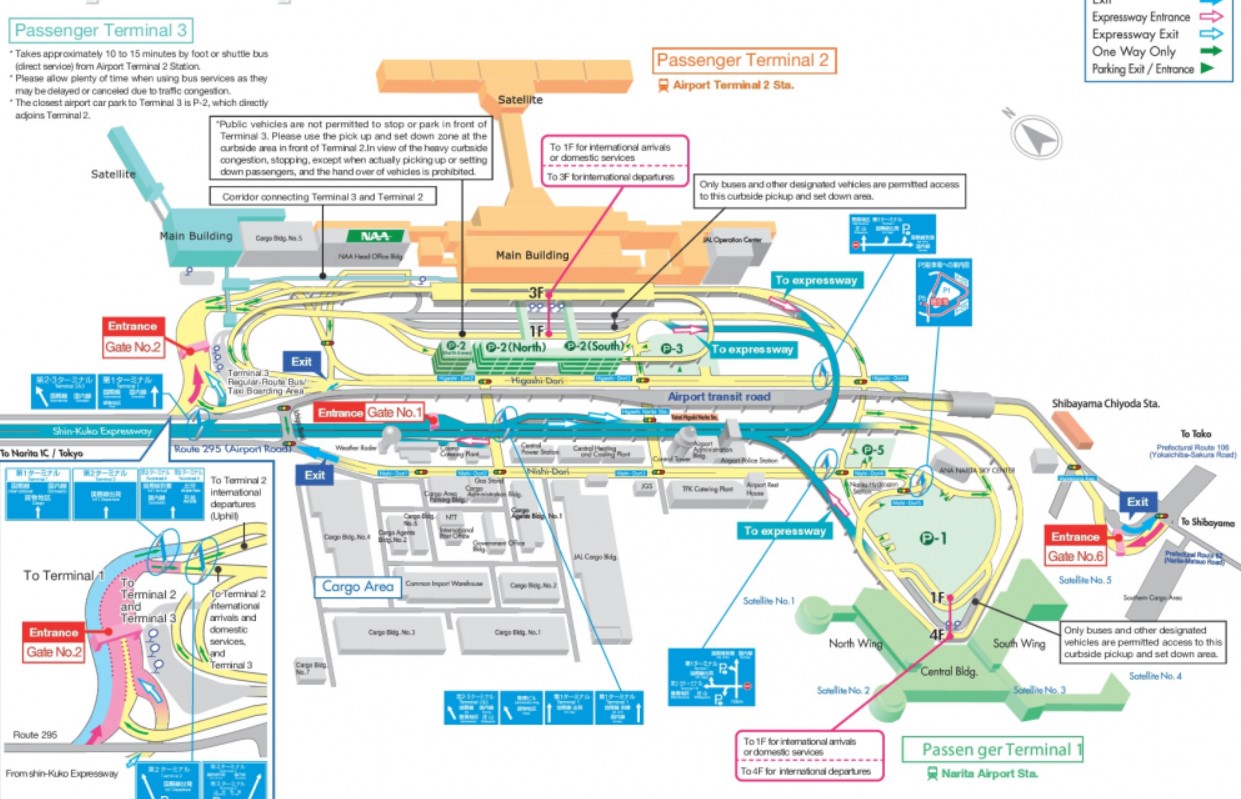 Exit
Expressway Entrance
Expressway Exit
One Way Only
Parking Exit / Entrance
Passenger Terminal 3
* Takes approximately 10 to 15 minutes by foot or shuttle bus
(direct service) from Airport Terminal 2 Station.
* Please allow plenty of time when using bus services as they
may be delayed or canceled due to traffic congestion.
* The closest airport car park to Terminal 3 is P-2, which directly
adjoins Terminal 2.
Passenger Terminal 2
Airport Terminal 2 Sta.
Satellite
N
*Public vehicles are not permitted to stop or park in front of
Terminal 3. Please use the pick up and set down zone at the
curbside area in front of Terminal 2.In view of the heavy curbside
congestion, stopping, except when actually picking up or setting
down passengers, and the hand over of vehicles is prohibited.
To 1F for international arrivals
or domestic services
To 3F for international departures
Only buses and other designated vehicles are permitted access
to this curbside pickup and set down area.
Satellite
Corridor connecting Terminal 3 and Terminal 2
Main Building
Cargo Bldg. No.5
NAA
NAA Head Office Bldg.
Main Building
JAL Operation Center
To expressway
3F
1F
Entrance
Gate No.2
P-2
P-2(North)
P-2(South)
P-3
To expressway
Exit
Terminal 3
Regular-Route Bus/
Taxi Boarding Area
Higashi-Dori
Airport transit road
第2・3ターミナル
第1ターミナル
Entrance Gate No.1
Shin-Kuko Expressway
Route 295 (Airport Road)
To Narita IC / Tokyo
Weather Radar
Central
Power Station
Central Heating
and Cooling Plant
Control Tower
Airport
Administration
Bldg.
Airport Police Station
Shibayama Chiyoda Sta.
To Tako
Prefectural Route 106
(Yokaichiba-Sakura Road)
P-5
ANA NARITA SKY CENTER
Exit
Nishi-Dori
JGS
TFK Catering Plant
Airport Rest
House
Gas Stand
Cargo Area
Parking Bldg.
Cargo
Administration Bldg.
Cargo
Agents Bldg. No.1
Cargo Bldg.
No.6
NTT
Cargo
Agents
Bldg. No.2
International
Post Office
Government Office
Bldg.
Cargo Bldg. No.4
JAL Cargo Bldg.
To expressway
P-1
Exit
To Shibayama
Entrance
Gate No.6
Prefectural Route 62
(Narita-Matsuo Road)
Cargo Area
Common Import Warehouse
Cargo Bldg. No.2
Cargo Bldg. No.3
Cargo Bldg. No.1
Cargo Bldg.
No.7
Satellite No. 5
Southern Cargo Area
Satellite No.1
1F
4F
North Wing
South Wing
Central Bldg.
Only buses and other designated
vehicles are permitted access to this
curbside pickup and set down area.
Satellite No. 2
Satellite No. 3
Satellite No. 4
To 1F for international arrivals
or domestic services
To 4F for international departures
Passen ger Terminal 1
Narita Airport Sta.
To Terminal 2
international
departures
(Uphill)
To Terminal 1
To
Terminal 2
and
Terminal 3
To Terminal 2
international
arrivals and
domestic
services,
and
Terminal 3
Entrance
Gate No.2
Route 295
From shin-Kuko Expressway